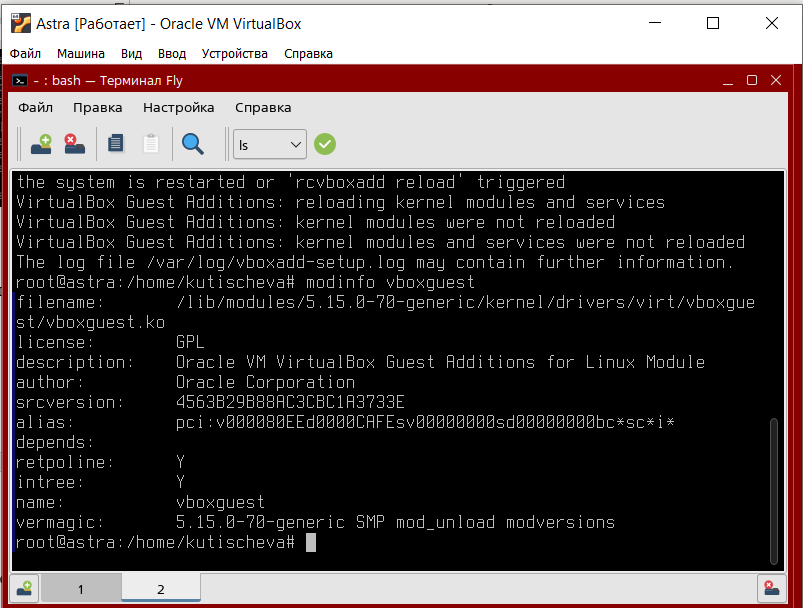 Astra [Работает] - Oracle VM VirtualBox
Файл Машина Вид Ввод Устройства Справка
- : bash — Терминал Fly
Файл Правка Настройка Справка
ls
the system is restarted or 'rcvboxadd reload' triggered
VirtualBox Guest Additions: reloading kernel modules and services
VirtualBox Guest Additions: kernel modules were not reloaded
VirtualBox Guest Additions: kernel modules and services were not reloaded
The log file /var/log/vboxadd-setup.log may contain further information.
root@astra:/home/kutischeva# modinfo vboxguest
filename:       /lib/modules/5.15.0-70-generic/kernel/drivers/virt/vboxgue
st/vboxguest.ko
license:        GPL
description:    Oracle VM VirtualBox Guest Additions for Linux Module
author:         Oracle Corporation
srcversion:     4563B29B88AC3CBC1A3733E
alias:          pci:v000080EEd0000CAFEsv00000000sd00000000bc*sc*i*
depends:
retpoline:      Y
intree:         Y
name:           vboxguest
vermagic:       5.15.0-70-generic SMP mod_unload modversions
root@astra:/home/kutischeva#
1 2